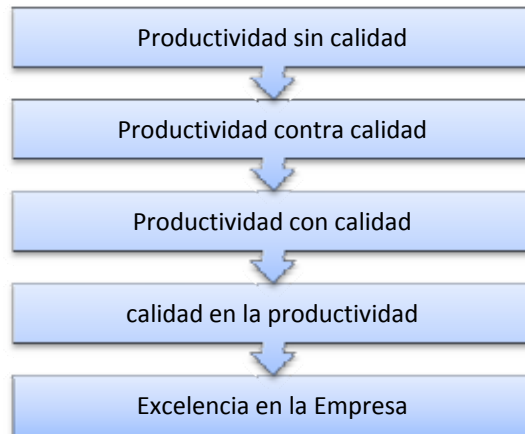 Productividad sin calidad
Productividad contra calidad
Productividad con calidad
calidad en la productividad
Excelencia en la Empresa